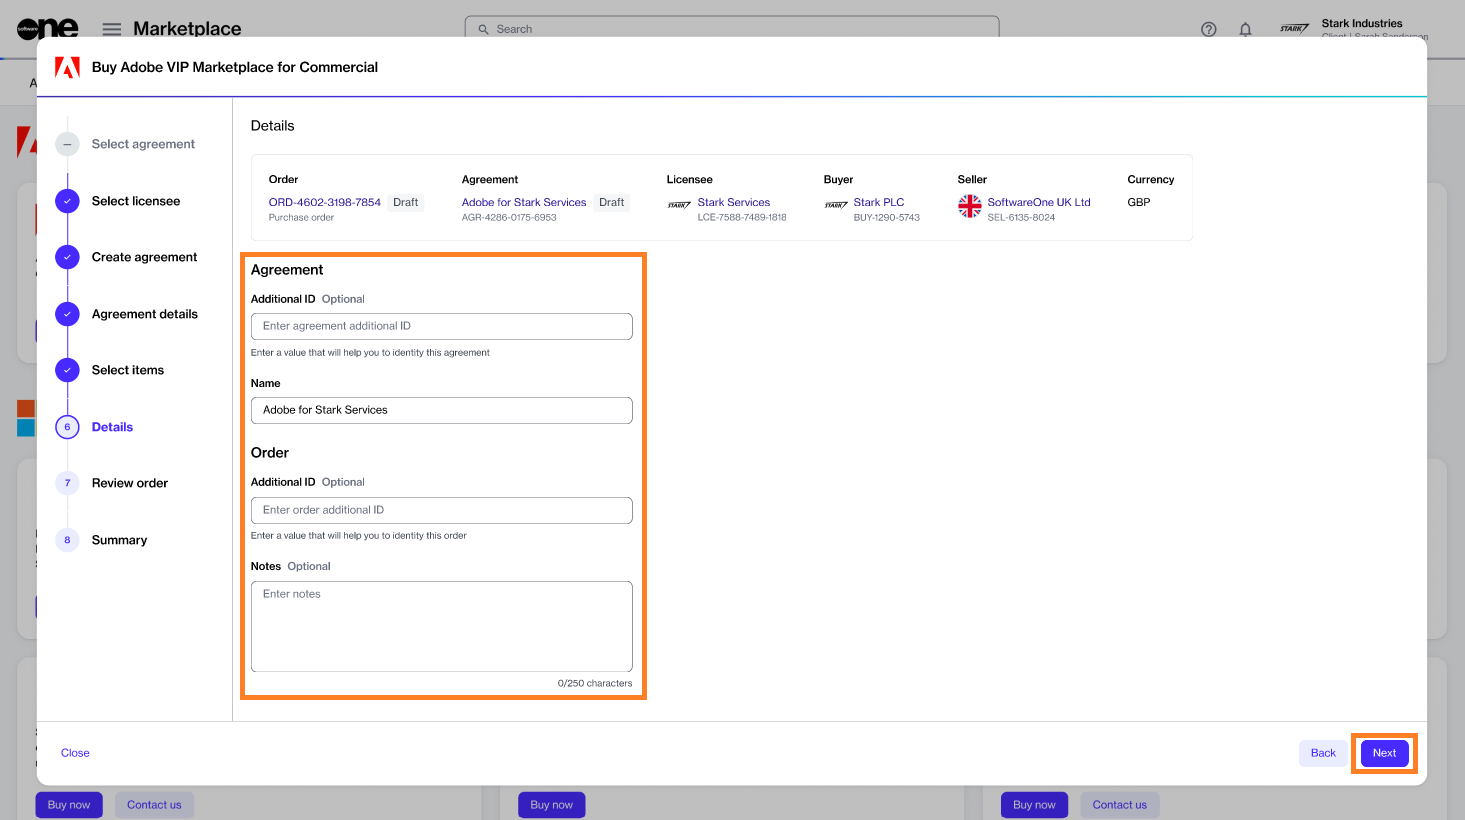 software one
Marketplace
Search
Stark Industries
Client | Sarah Sanderson
Buy Adobe VIP Marketplace for Commercial
Select agreement
Select licensee
Create agreement
Agreement details
Select items
6 Details
7 Review order
8 Summary
Details
Order Agreement Licensee Buyer Seller Currency
ORD-4602-3198-7854 Draft Adobe for Stark Services Draft STARK Stark Services STARK Stark PLC SoftwareOne UK Ltd GBP
Purchase order AGR-4286-0175-6953 LCE-7588-7489-1818 BUY-1290-5743 SEL-6135-8024
Agreement
Additional ID Optional
Enter agreement additional ID
Enter a value that will help you to identity this agreement
Name
Adobe for Stark Services
Order
Additional ID Optional
Enter order additional ID
Enter a value that will help you to identity this order
Notes Optional
Enter notes
0/250 characters
Close Back Next
Buy now Contact us Buy now Buy now Contact us